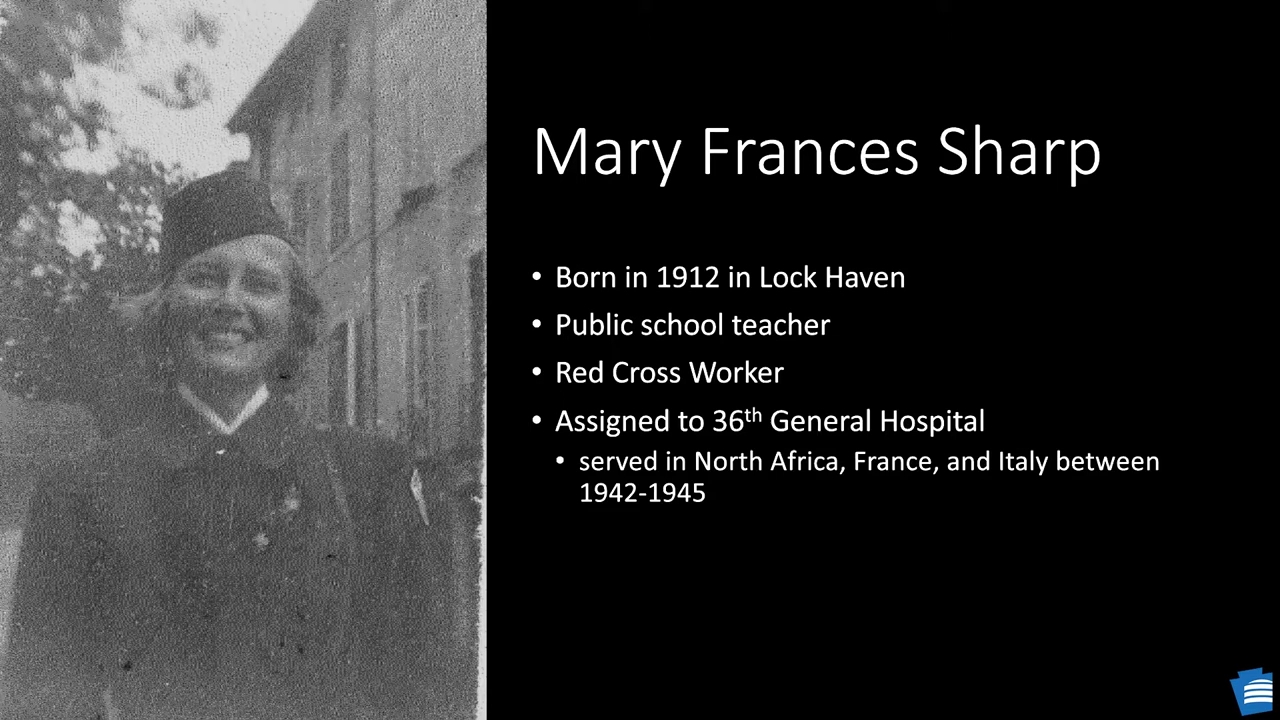 Mary Frances Sharp
• Born in 1912 in Lock Haven
• Public school teacher
• Red Cross Worker
• Assigned to 36th General Hospital
• served in North Africa, France, and Italy between
1942-1945